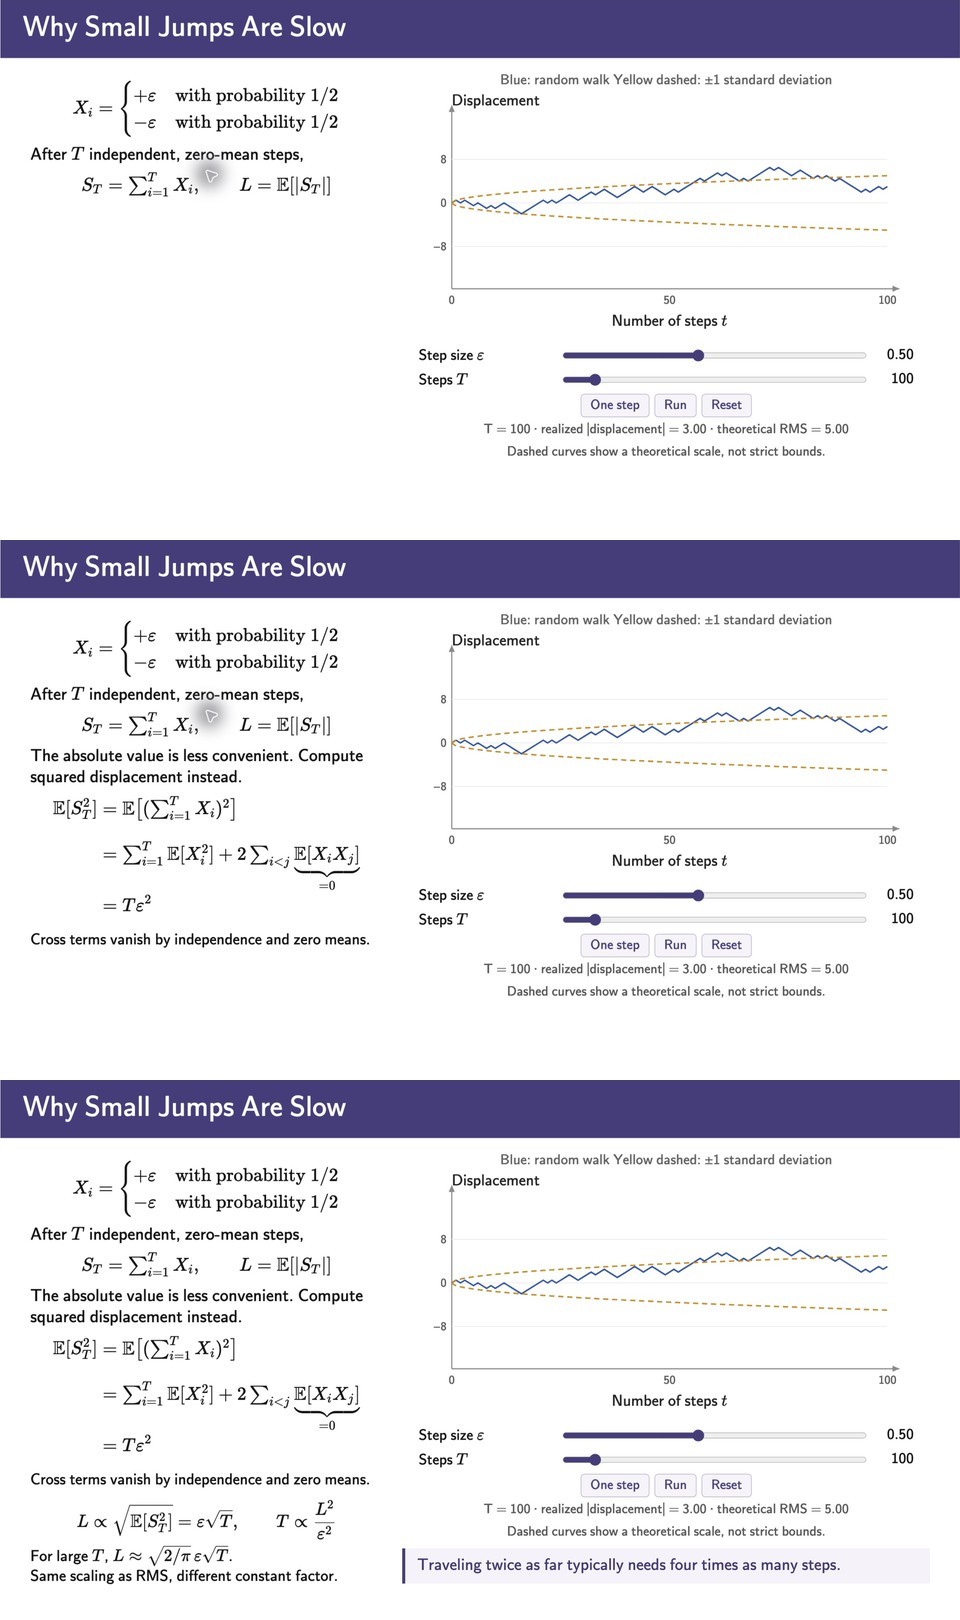 Why Small Jumps Are Slow
X_i = { +ε with probability 1/2
−ε with probability 1/2
After T independent, zero-mean steps,
S_T = ∑_{i=1}^T X_i, L = 𝔼[|S_T|]
Blue: random walk Yellow dashed: ±1 standard deviation
Displacement
8
0
−8
0 50 100
Number of steps t
Step size ε 0.50
Steps T 100
One step Run Reset
T = 100 · realized |displacement| = 3.00 · theoretical RMS = 5.00
Dashed curves show a theoretical scale, not strict bounds.
Why Small Jumps Are Slow
X_i = { +ε with probability 1/2
−ε with probability 1/2
After T independent, zero-mean steps,
S_T = ∑_{i=1}^T X_i, L = 𝔼[|S_T|]
The absolute value is less convenient. Compute
squared displacement instead.
𝔼[S_T^2] = 𝔼[(∑_{i=1}^T X_i)^2]
= ∑_{i=1}^T 𝔼[X_i^2] + 2 ∑_{i<j} 𝔼[X_i X_j]
=0
= Tε^2
Cross terms vanish by independence and zero means.
Blue: random walk Yellow dashed: ±1 standard deviation
Displacement
8
0
−8
0 50 100
Number of steps t
Step size ε 0.50
Steps T 100
One step Run Reset
T = 100 · realized |displacement| = 3.00 · theoretical RMS = 5.00
Dashed curves show a theoretical scale, not strict bounds.
Why Small Jumps Are Slow
X_i = { +ε with probability 1/2
−ε with probability 1/2
After T independent, zero-mean steps,
S_T = ∑_{i=1}^T X_i, L = 𝔼[|S_T|]
The absolute value is less convenient. Compute
squared displacement instead.
𝔼[S_T^2] = 𝔼[(∑_{i=1}^T X_i)^2]
= ∑_{i=1}^T 𝔼[X_i^2] + 2 ∑_{i<j} 𝔼[X_i X_j]
=0
= Tε^2
Cross terms vanish by independence and zero means.
L ∝ √(𝔼[S_T^2]) = ε√T, T ∝ L^2/ε^2
For large T, L ≈ √(2/π) ε√T.
Same scaling as RMS, different constant factor.
Blue: random walk Yellow dashed: ±1 standard deviation
Displacement
8
0
−8
0 50 100
Number of steps t
Step size ε 0.50
Steps T 100
One step Run Reset
T = 100 · realized |displacement| = 3.00 · theoretical RMS = 5.00
Dashed curves show a theoretical scale, not strict bounds.
Traveling twice as far typically needs four times as many steps.